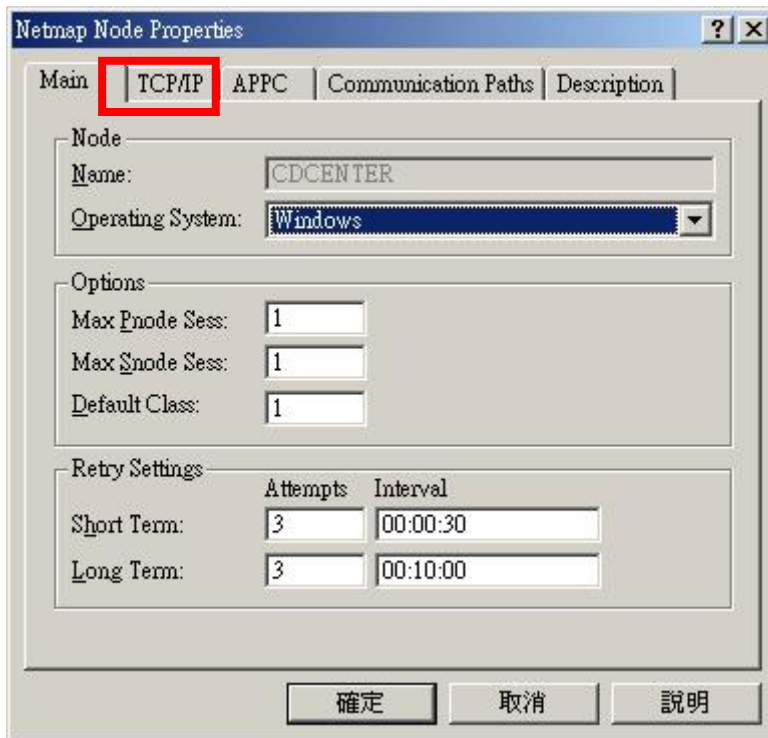 Netmap Node Properties
Main TCP/IP APPC Communication Paths Description
Node
Name: CDCENTER
Operating System: Windows
Options
Max Pnode Sess: 1
Max Snode Sess: 1
Default Class: 1
Retry Settings
Attempts Interval
Short Term: 3 00:00:30
Long Term: 3 00:10:00
確定 取消 說明